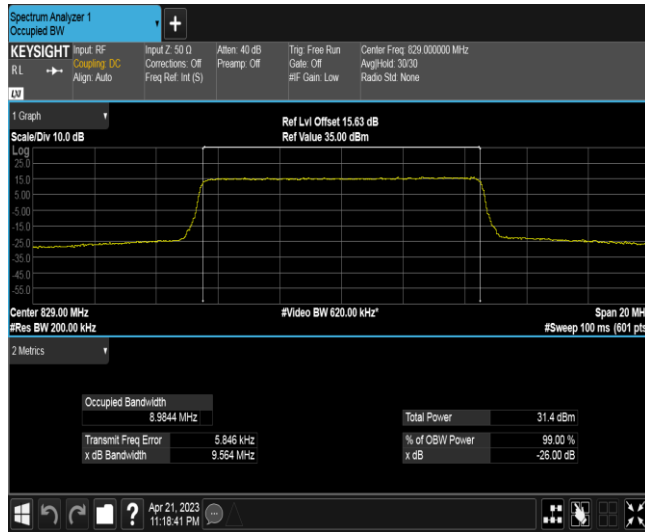 Spectrum Analyzer 1
Occupied BW
KEYSIGHT
RL
Input: RF
Coupling: DC
Align: Auto
Input Z: 50 Ω
Corrections: Off
Freq Ref: Int (S)
Atten: 40 dB
Preamp: Off
Trig: Free Run
Gate: Off
#IF Gain: Low
Center Freq: 829.000000 MHz
Avg|Hold: 30/30
Radio Std: None
LXI
1 Graph
Scale/Div 10.0 dB
Ref Lvl Offset 15.63 dB
Ref Value 35.00 dBm
Log
25.0
15.0
5.00
-5.00
-15.0
-25.0
-35.0
-45.0
-55.0
Center 829.00 MHz
#Video BW 620.00 kHz*
Span 20 MH
#Res BW 200.00 kHz
#Sweep 100 ms (601 pts
2 Metrics
Occupied Bandwidth
8.9844 MHz
Total Power 31.4 dBm
Transmit Freq Error 5.846 kHz
% of OBW Power 99.00 %
x dB Bandwidth 9.564 MHz
x dB -26.00 dB
?
Apr 21, 2023
11:18:41 PM